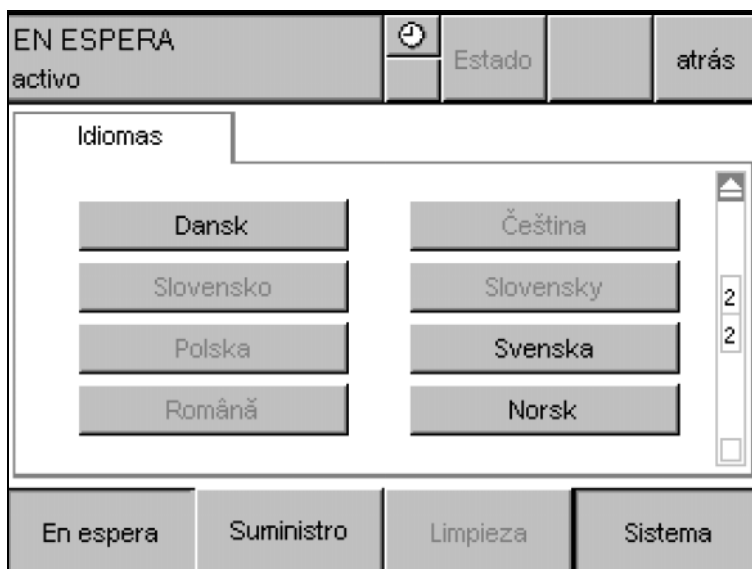 EN ESPERA
activo
Estado
atrás
Idiomas
Dansk
Čeština
Slovensko
Slovensky
Polska
Svenska
Română
Norsk
2
2
En espera
Suministro
Limpieza
Sistema